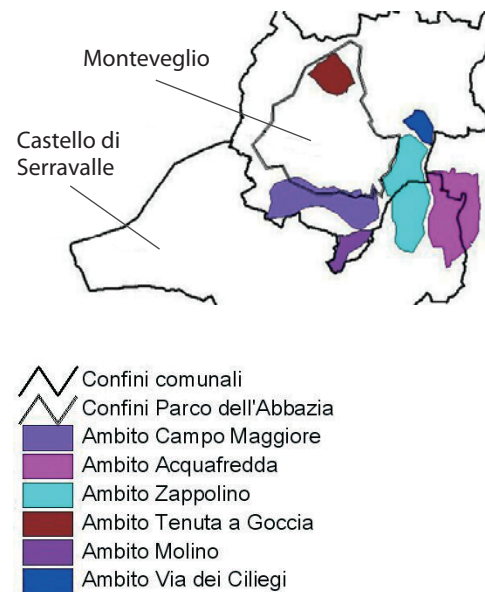 Monteveglio
Castello di
Serravalle
Confini comunali
Confini Parco dell'Abbazia
Ambito Campo Maggiore
Ambito Acquafredda
Ambito Zappolino
Ambito Tenuta a Goccia
Ambito Molino
Ambito Via dei Ciliegi